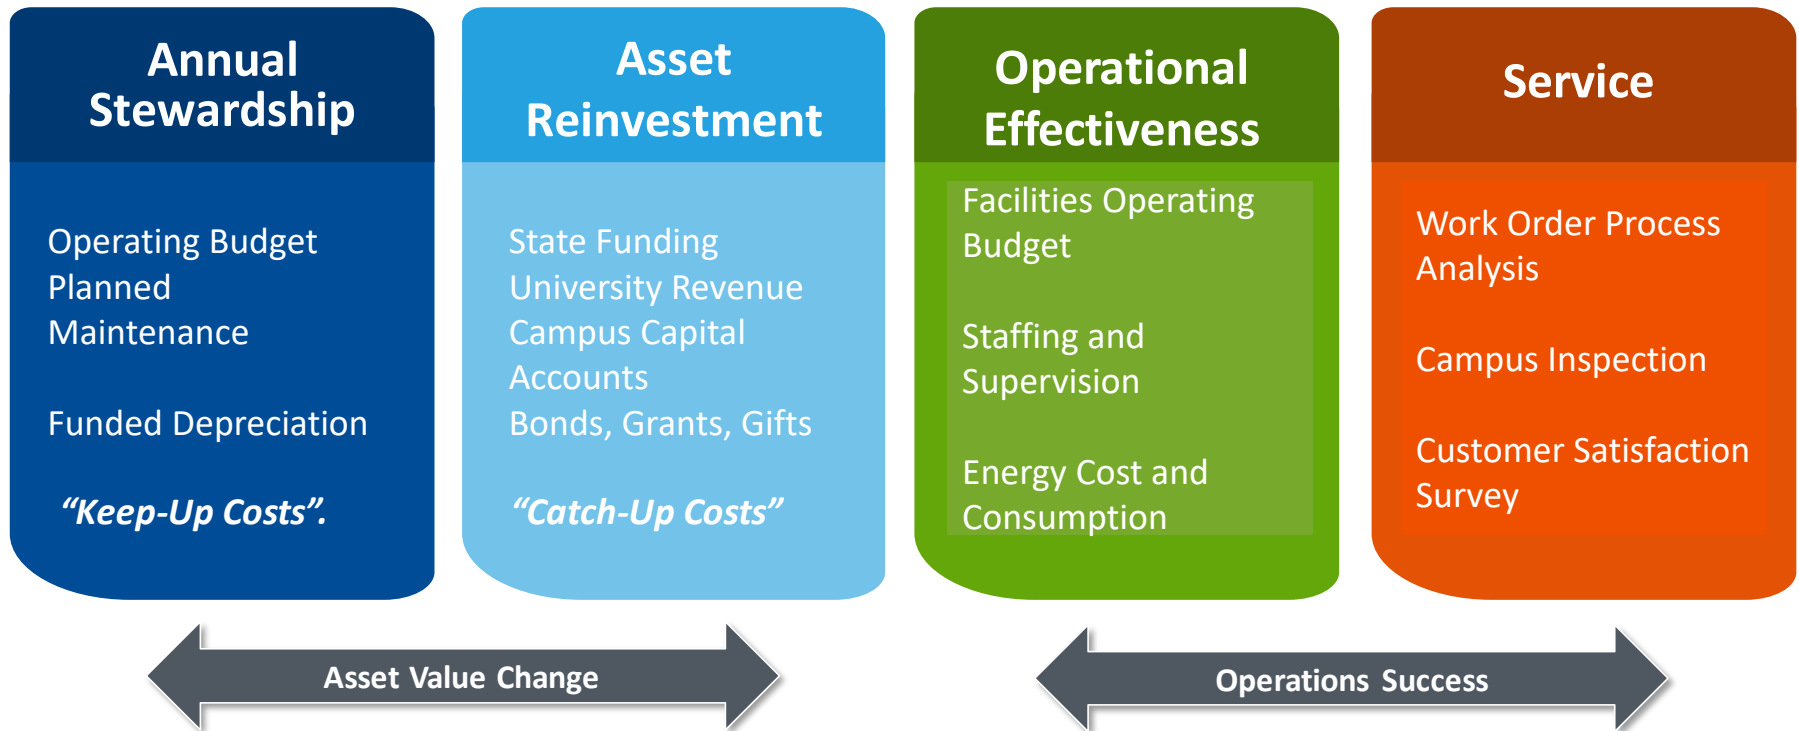 Annual
Stewardship
Operating Budget
Planned
Maintenance
Funded Depreciation
“Keep-Up Costs”.
Asset
Reinvestment
State Funding
University Revenue
Campus Capital
Accounts
Bonds, Grants, Gifts
“Catch-Up Costs”
Operational
Effectiveness
Facilities Operating
Budget
Staffing and
Supervision
Energy Cost and
Consumption
Service
Work Order Process
Analysis
Campus Inspection
Customer Satisfaction
Survey
Asset Value Change
Operations Success